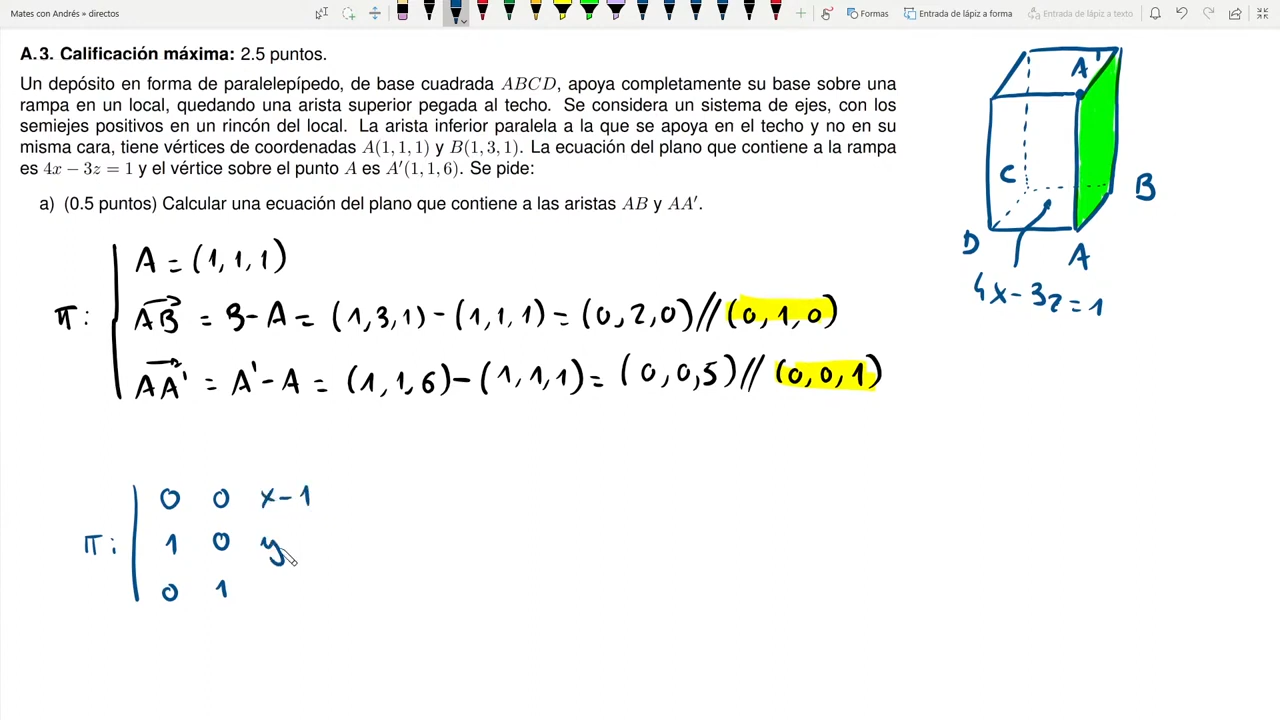 Mates con Andrés » directos
Formas
Entrada de lápiz a forma
Entrada de lápiz a texto
A.3. Calificación máxima: 2.5 puntos.
Un depósito en forma de paralelepípedo, de base cuadrada ABCD, apoya completamente su base sobre una
rampa en un local, quedando una arista superior pegada al techo. Se considera un sistema de ejes, con los
semiejes positivos en un rincón del local. La arista inferior paralela a la que se apoya en el techo y no en su
misma cara, tiene vértices de coordenadas A(1,1,1) y B(1,3,1). La ecuación del plano que contiene a la rampa
es 4x − 3z = 1 y el vértice sobre el punto A es A′(1,1,6). Se pide:
a) (0.5 puntos) Calcular una ecuación del plano que contiene a las aristas AB y AA′.
A'
C
B
D
A
4x - 3z = 1
A = (1,1,1)
π: AB = B - A = (1,3,1) - (1,1,1) = (0,2,0) // (0,1,0)
AA' = A' - A = (1,1,6) - (1,1,1) = (0,0,5) // (0,0,1)
0 0 x-1
π: 1 0 y
0 1